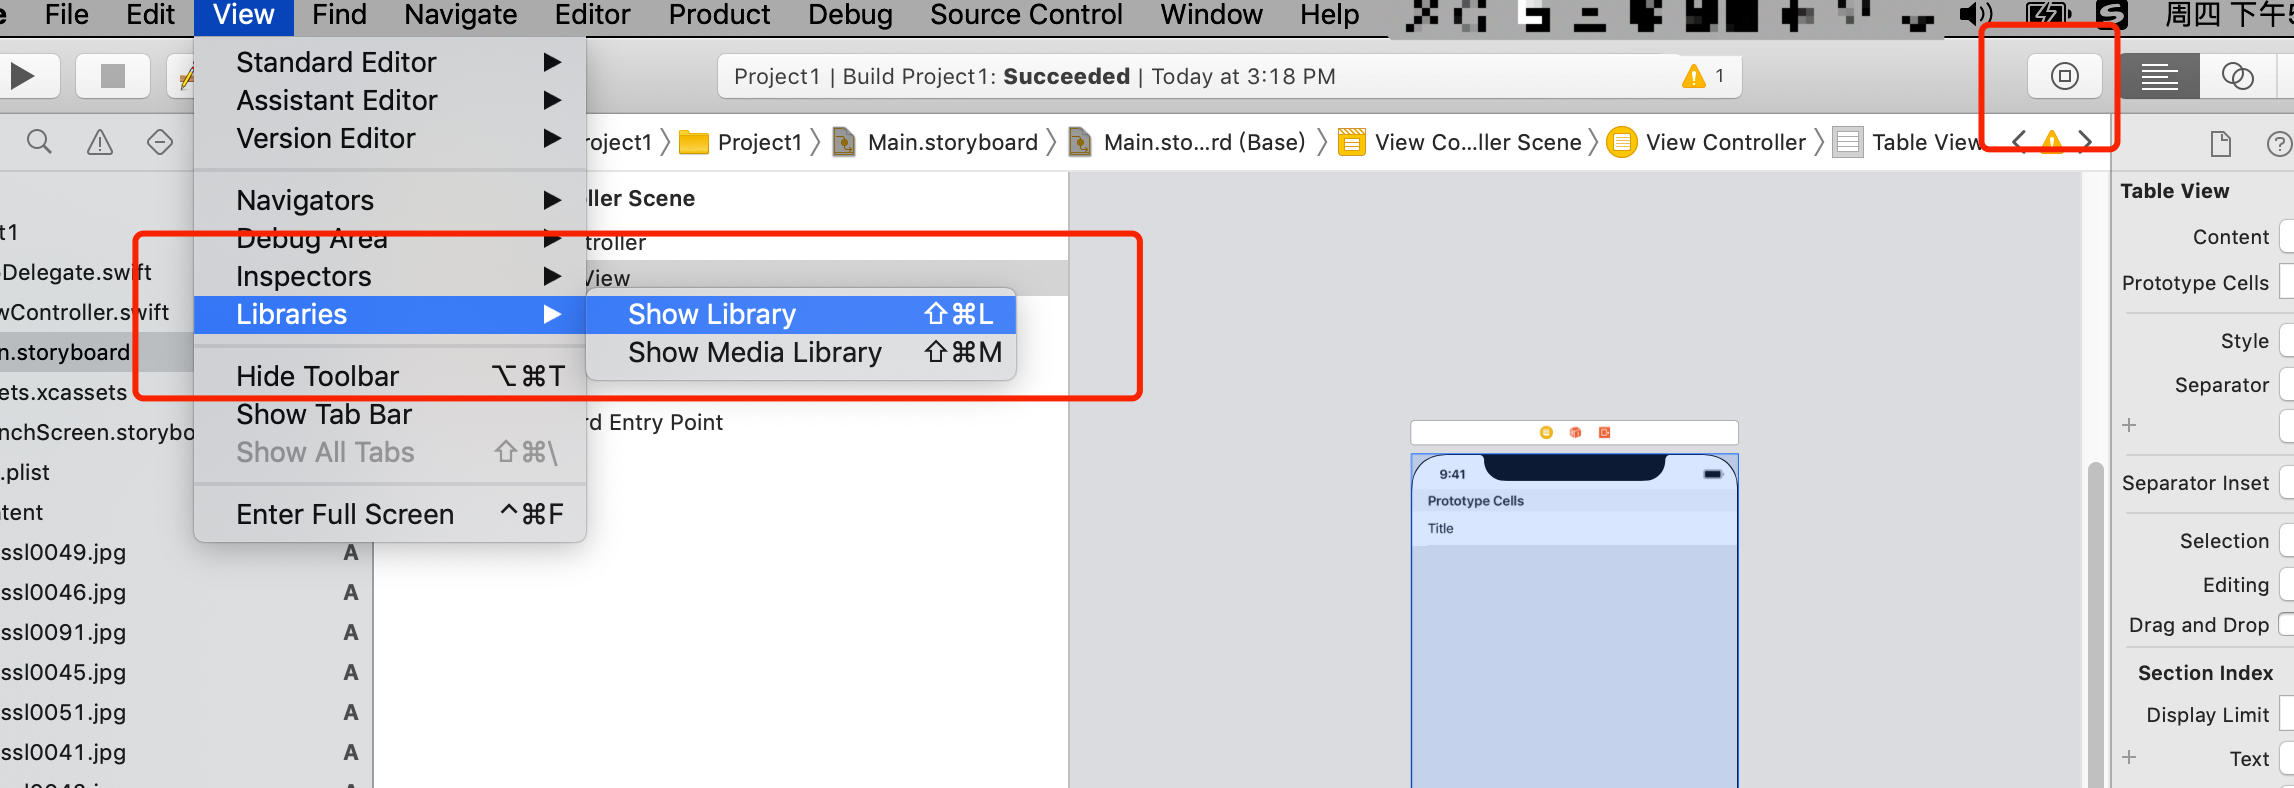 File Edit View Find Navigate Editor Product Debug Source Control Window Help 周四 下午
Project1 | Build Project1: Succeeded | Today at 3:18 PM 1
Standard Editor
Assistant Editor
Version Editor
Navigators
Debug Area
Inspectors
Libraries
Hide Toolbar ⌥⌘T
Show Tab Bar
Show All Tabs ⇧⌘\
Enter Full Screen ^⌘F
Show Library ⇧⌘L
Show Media Library ⇧⌘M
roject1 Project1 Main.storyboard Main.sto...rd (Base) View Co...ller Scene View Controller Table View
ller Scene
troller
View
rd Entry Point
t1
Delegate.swift
wController.swift
n.storyboard
ets.xcassets
nchScreen.storybo
.plist
tent
ssl0049.jpg A
ssl0046.jpg A
ssl0091.jpg A
ssl0045.jpg A
ssl0051.jpg A
ssl0041.jpg A
9:41
Prototype Cells
Title
Table View
Content
Prototype Cells
Style
Separator
Separator Inset
Selection
Editing
Drag and Drop
Section Index
Display Limit
Text